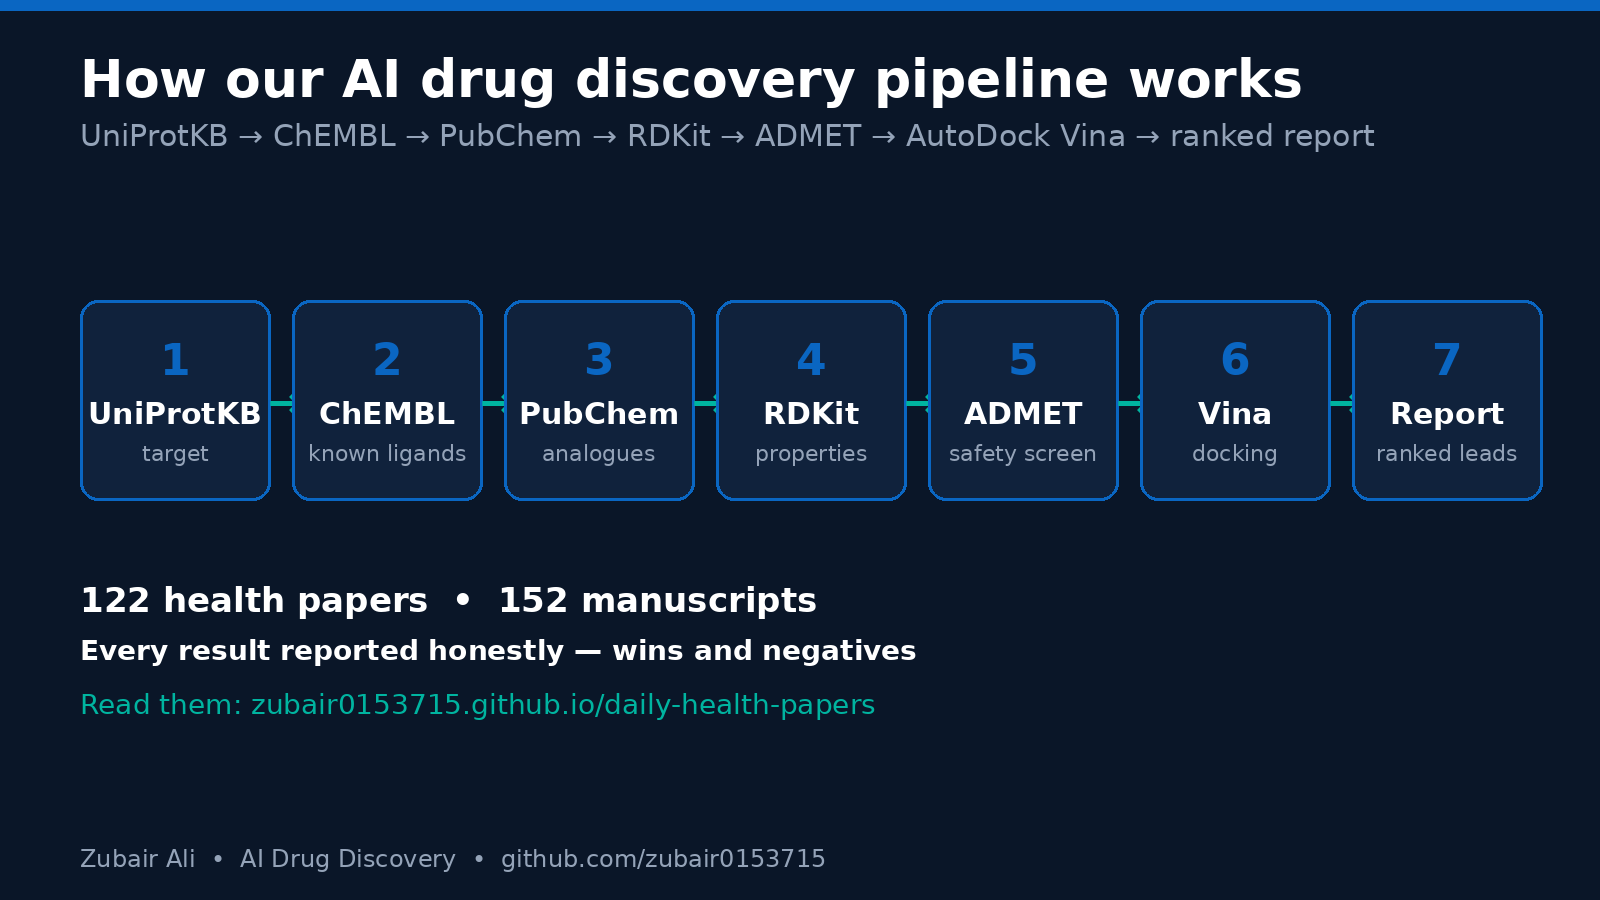 How our AI drug discovery pipeline works
UniProtKB → ChEMBL → PubChem → RDKit → ADMET → AutoDock Vina → ranked report
1
UniProtKB
target
2
ChEMBL
known ligands
3
PubChem
analogues
4
RDKit
properties
5
ADMET
safety screen
6
Vina
docking
7
Report
ranked leads
122 health papers • 152 manuscripts
Every result reported honestly — wins and negatives
Read them: zubair0153715.github.io/daily-health-papers
Zubair Ali • AI Drug Discovery • github.com/zubair0153715